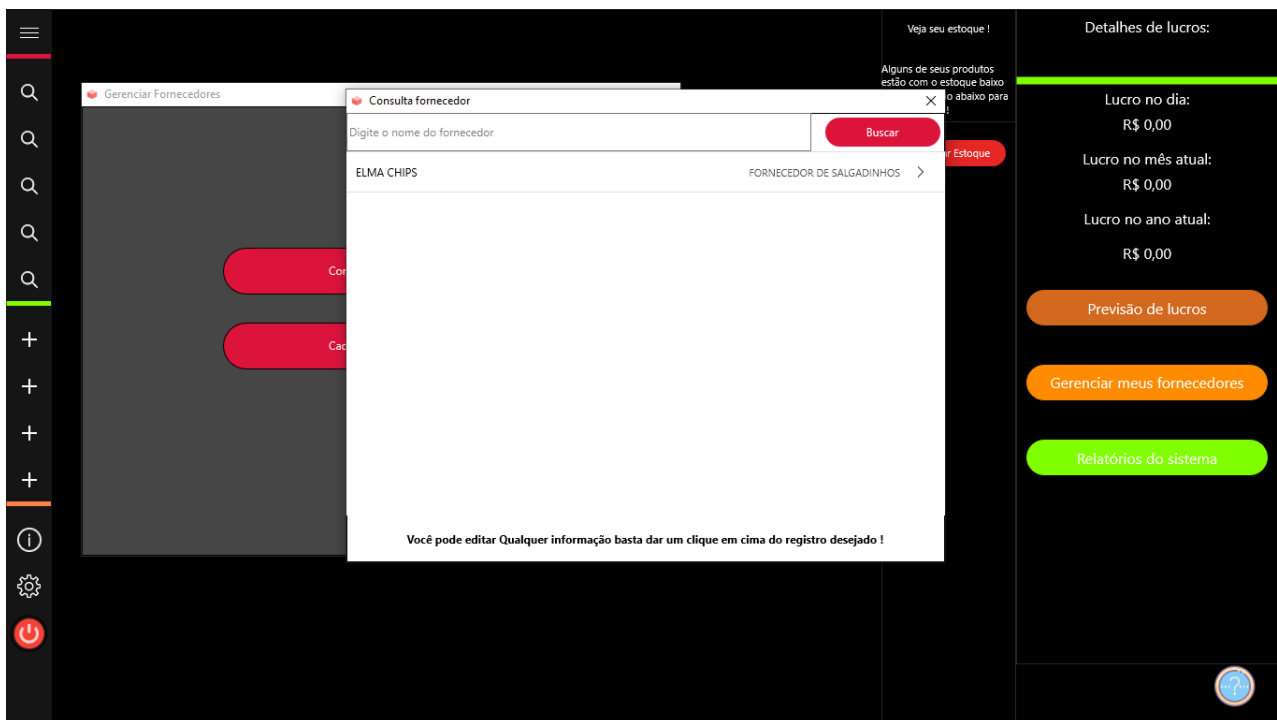 Veja seu estoque !
Alguns de seus produtos
estão com o estoque baixo
o abaixo para
!
Estoque
Gerenciar Fornecedores
Consulta fornecedor
Digite o nome do fornecedor
Buscar
ELMA CHIPS
FORNECEDOR DE SALGADINHOS
Você pode editar Qualquer informação basta dar um clique em cima do registro desejado !
Detalhes de lucros:
Lucro no dia:
R$ 0,00
Lucro no mês atual:
R$ 0,00
Lucro no ano atual:
R$ 0,00
Previsão de lucros
Gerenciar meus fornecedores
Relatórios do sistema